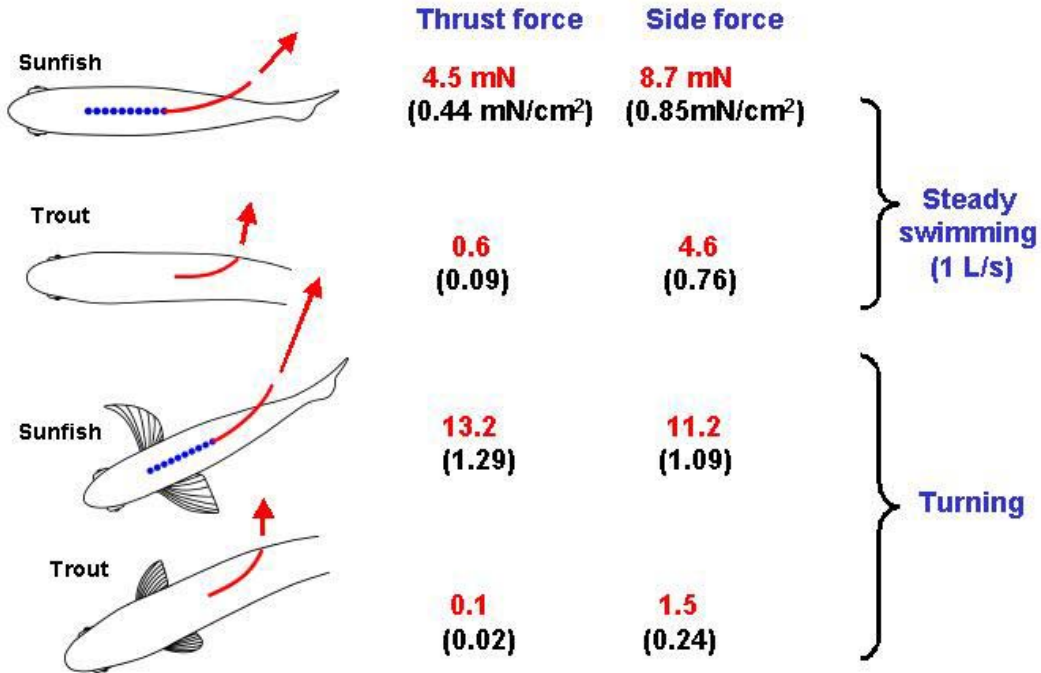 Thrust force Side force
Sunfish 4.5 mN 8.7 mN
(0.44 mN/cm²) (0.85mN/cm²)
Trout 0.6 4.6
(0.09) (0.76)
Steady
swimming
(1 L/s)
Sunfish 13.2 11.2
(1.29) (1.09)
Turning
Trout 0.1 1.5
(0.02) (0.24)